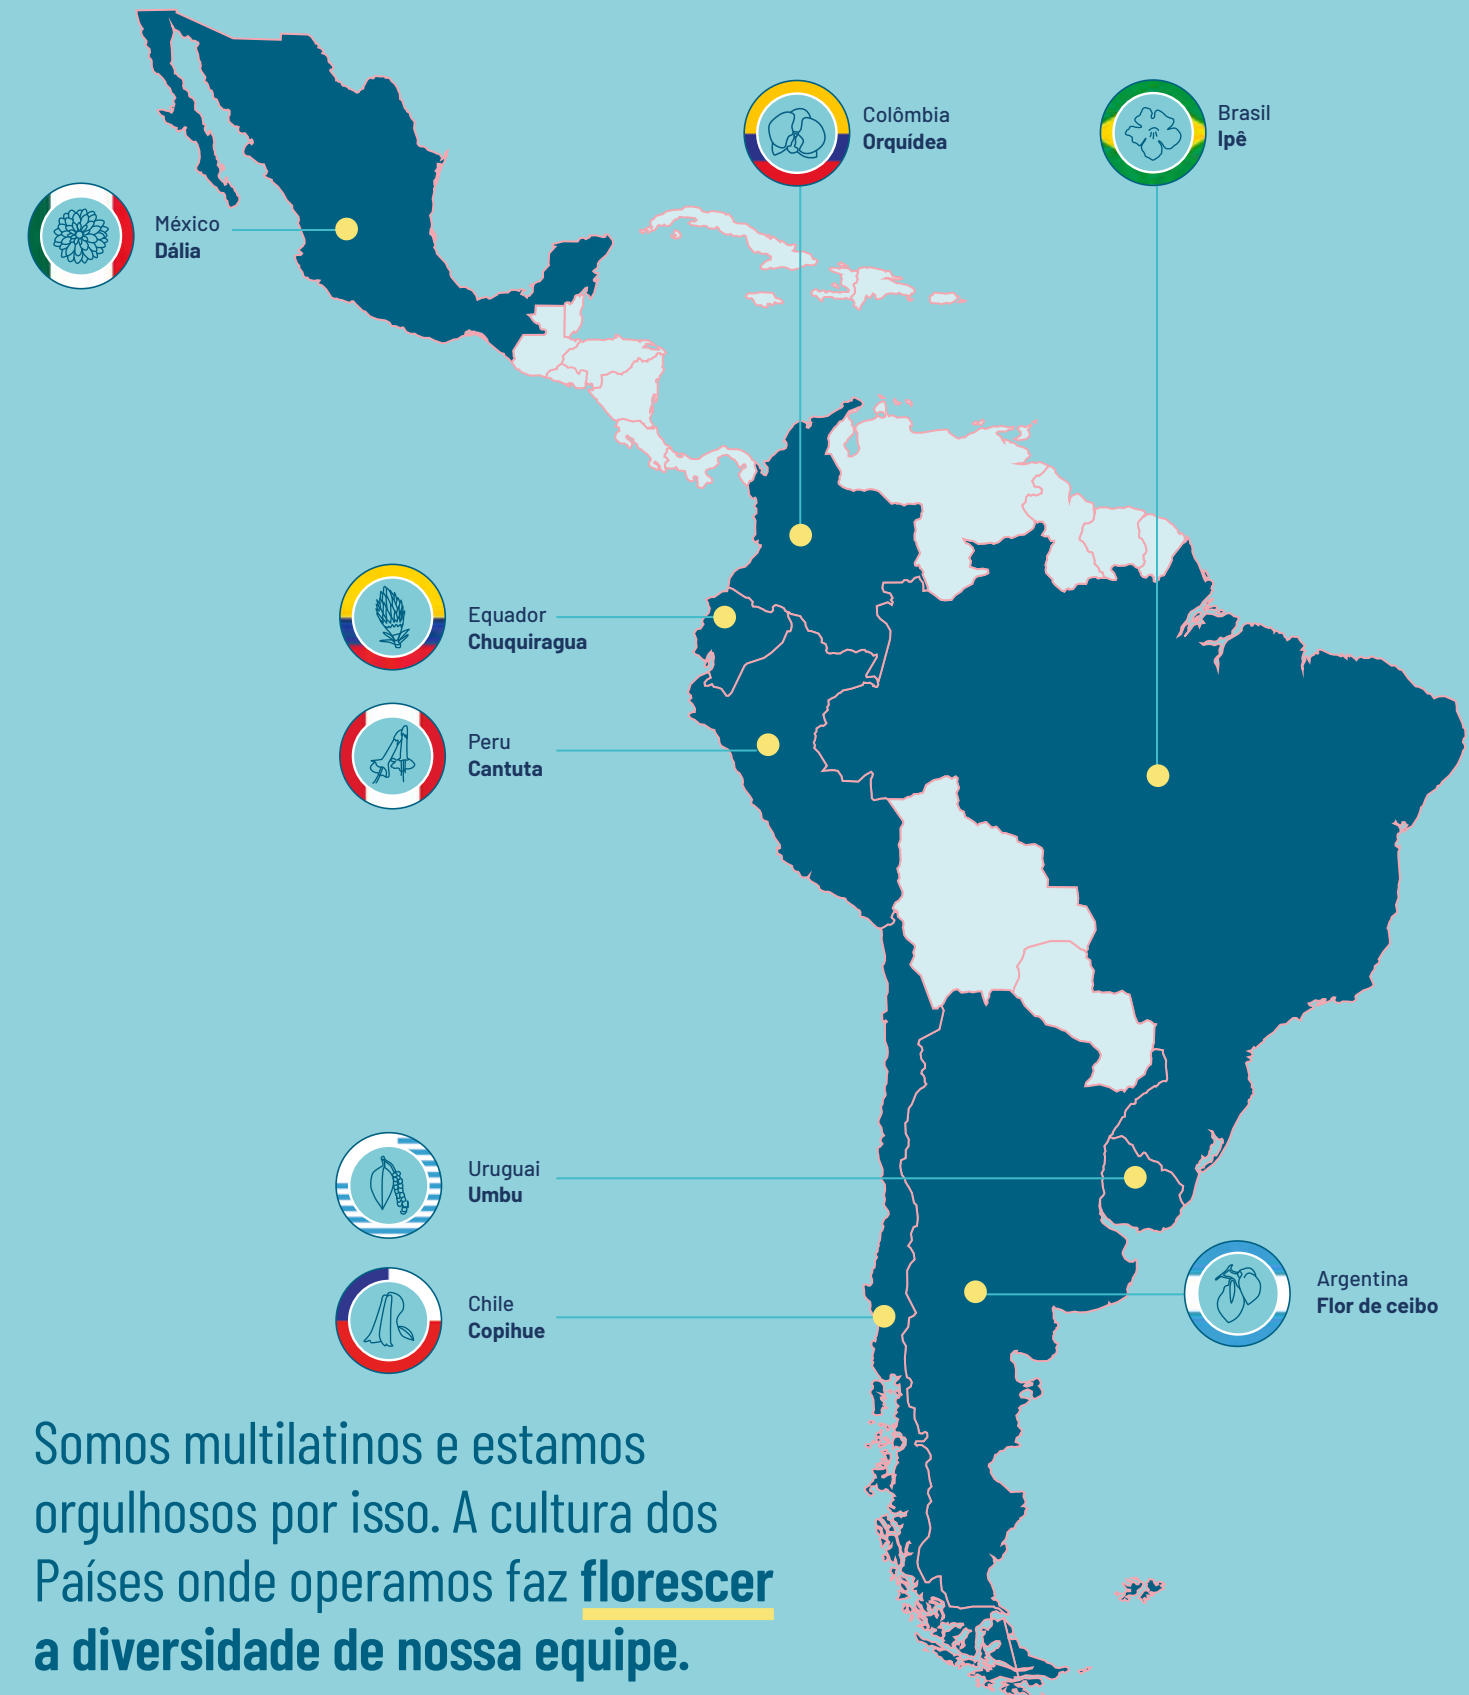 Colômbia
Orquídea
Brasil
Ipê
México
Dália
Equador
Chuquiragua
Peru
Cantuta
Uruguai
Umbu
Chile
Copihue
Argentina
Flor de ceibo
Somos multilatinos e estamos
orgulhosos por isso. A cultura dos
Países onde operamos faz florescer
a diversidade de nossa equipe.